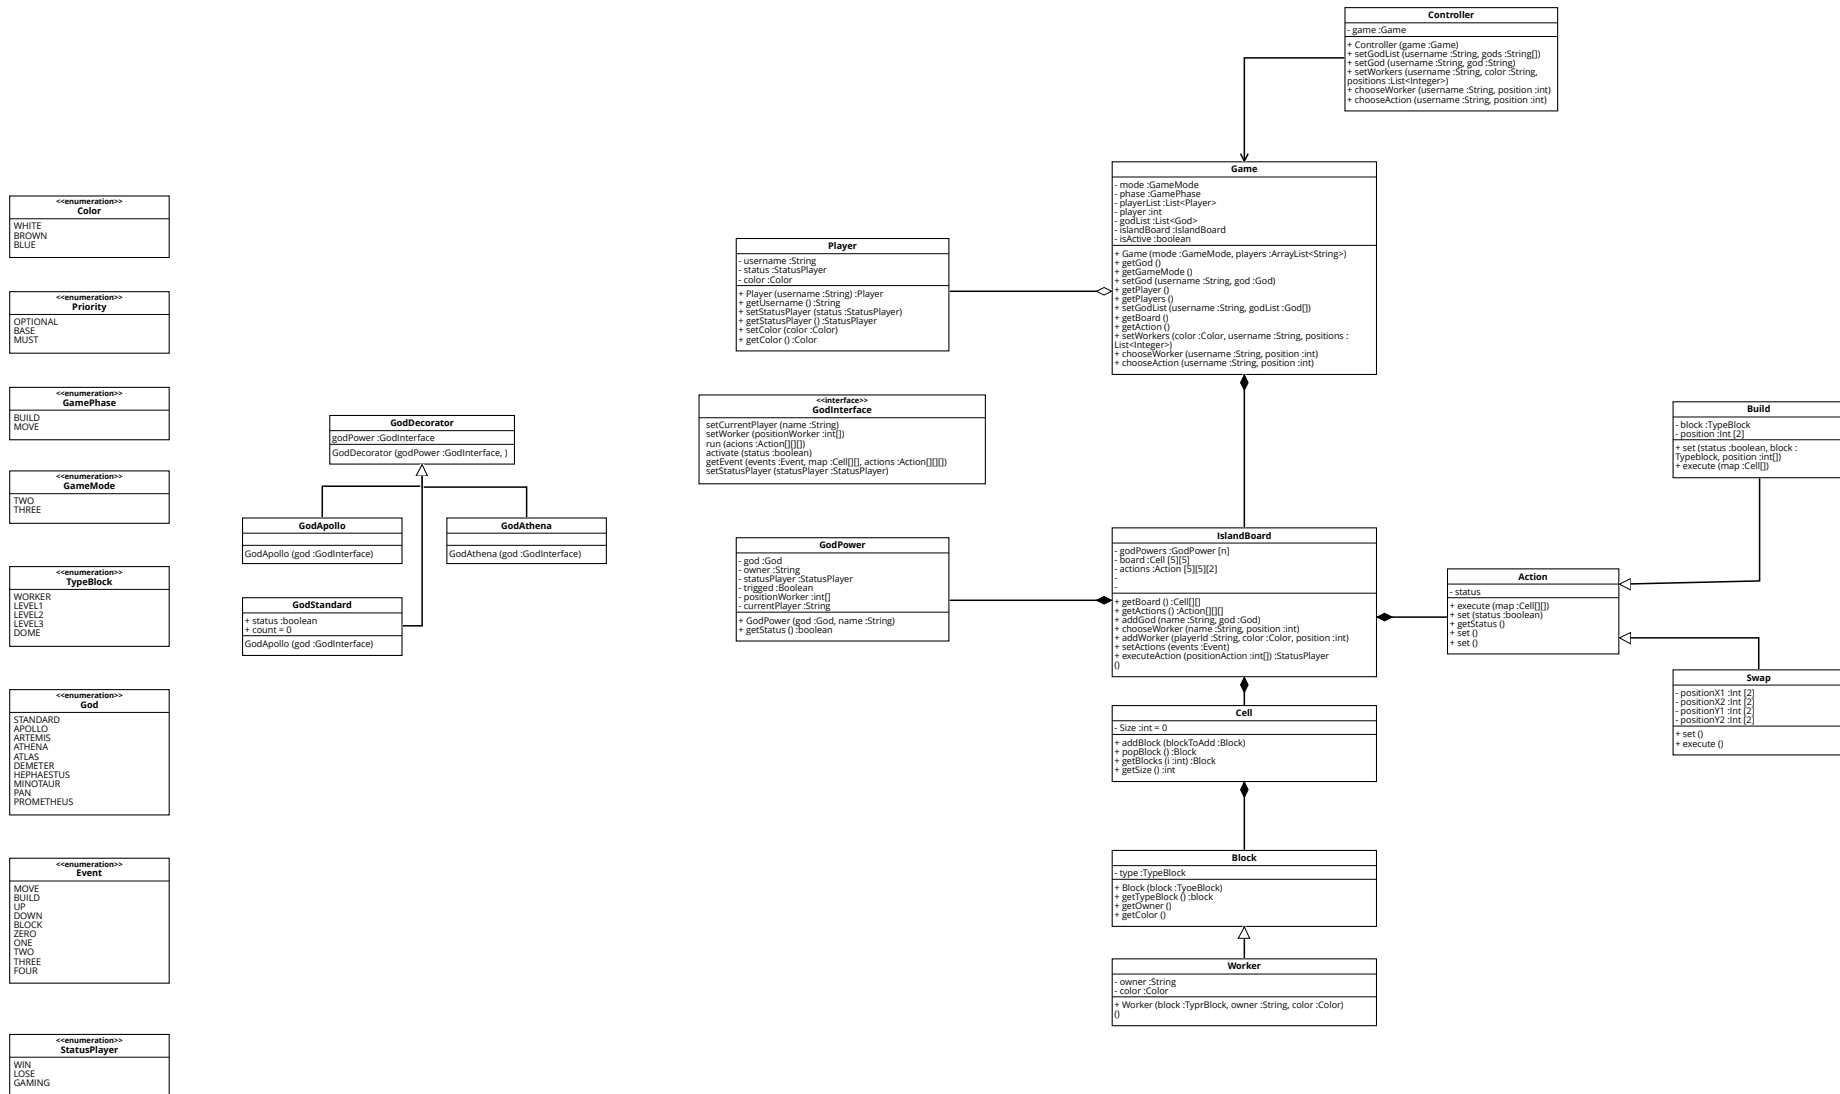 Controller
- game :Game
+ Controller (game :Game)
+ setGodList (username :String, gods :String[])
+ setGod (username :String, god :String)
+ setWorkers (username :String, color :String,
positions :List<Integer>)
+ chooseWorker (username :String, position :int)
+ chooseAction (username :String, position :int)
Game
- mode :GameMode
- phase :GamePhase
- playerList :List<Player>
- player :int
- godList :List<God>
- islandBoard :IslandBoard
- isActive :boolean
+ Game (mode :GameMode, players :ArrayList<String>)
+ getGod ()
+ getGameMode ()
+ setGod (username :String, god :God)
+ getPlayer ()
+ getPlayers ()
+ setGodList (username :String, godList :God[])
+ getBoard ()
+ getAction ()
+ setWorkers (color :Color, username :String, positions :
List<Integer>)
+ chooseWorker (username :String, position :int)
+ chooseAction (username :String, position :int)
<<enumeration>>
Color
WHITE
BROWN
BLUE
Player
- username :String
- status :StatusPlayer
- color :Color
+ Player (username :String) :Player
+ getUsername () :String
+ setStatusPlayer (status :StatusPlayer)
+ getStatusPlayer () :StatusPlayer
+ setColor (color :Color)
+ getColor () :Color
<<enumeration>>
Priority
OPTIONAL
BASE
MUST
<<enumeration>>
GamePhase
BUILD
MOVE
<<interface>>
GodInterface
setCurrentPlayer (name :String)
setWorker (positionWorker :int[])
run (acions :Action[][][])
activate (status :boolean)
getEvent (events :Event, map :Cell[][], actions :Action[][][])
setStatusPlayer (statusPlayer :StatusPlayer)
GodDecorator
godPower :GodInterface
GodDecorator (godPower :GodInterface, )
Build
- block :TypeBlock
- position :Int [2]
+ set (status :boolean, block :
Typeblock, position :int[])
+ execute (map :Cell[])
<<enumeration>>
GameMode
TWO
THREE
GodApollo
GodApollo (god :GodInterface)
GodAthena
GodAthena (god :GodInterface)
GodPower
- god :God
- owner :String
- statusPlayer :StatusPlayer
- trigged :Boolean
- positionWorker :int[]
- currentPlayer :String
+ GodPower (god :God, name :String)
+ getStatus () :boolean
IslandBoard
- godPowers :GodPower [n]
- board :Cell [5][5]
- actions :Action [5][5][2]
-
-
+ getBoard () :Cell[][]
+ getActions () :Action[][][]
+ addGod (name :String, god :God)
+ chooseWorker (name :String, position :int)
+ addWorker (playerId :String, color :Color, position :int)
+ setActions (events :Event)
+ executeAction (positionAction :int[]) :StatusPlayer
()
Action
- status
+ execute (map :Cell[][])
+ set (status :boolean)
+ getStatus ()
+ set ()
+ set ()
<<enumeration>>
TypeBlock
WORKER
LEVEL1
LEVEL2
LEVEL3
DOME
GodStandard
+ status :boolean
+ count = 0
GodApollo (god :GodInterface)
Swap
- positionX1 :Int [2]
- positionX2 :Int [2]
- positionY1 :Int [2]
- positionY2 :Int [2]
+ set ()
+ execute ()
<<enumeration>>
God
STANDARD
APOLLO
ARTEMIS
ATHENA
ATLAS
DEMETER
HEPHAESTUS
MINOTAUR
PAN
PROMETHEUS
Cell
- Size :int = 0
+ addBlock (blockToAdd :Block)
+ popBlock () :Block
+ getBlocks (i :int) :Block
+ getSize () :int
<<enumeration>>
Event
MOVE
BUILD
UP
DOWN
BLOCK
ZERO
ONE
TWO
THREE
FOUR
Block
- type :TypeBlock
+ Block (block :TyoeBlock)
+ getTypeBlock () :block
+ getOwner ()
+ getColor ()
Worker
- owner :String
- color :Color
+ Worker (block :TyprBlock, owner :String, color :Color)
()
<<enumeration>>
StatusPlayer
WIN
LOSE
GAMING